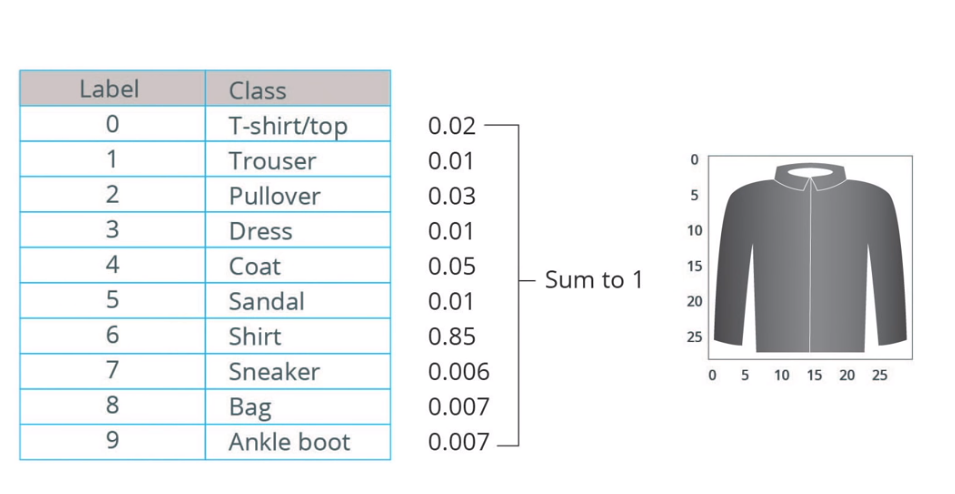 Label Class
0 T-shirt/top 0.02
1 Trouser 0.01
2 Pullover 0.03
3 Dress 0.01
4 Coat 0.05
5 Sandal 0.01
6 Shirt 0.85
7 Sneaker 0.006
8 Bag 0.007
9 Ankle boot 0.007
Sum to 1
0
5
10
15
20
25
0 5 10 15 20 25